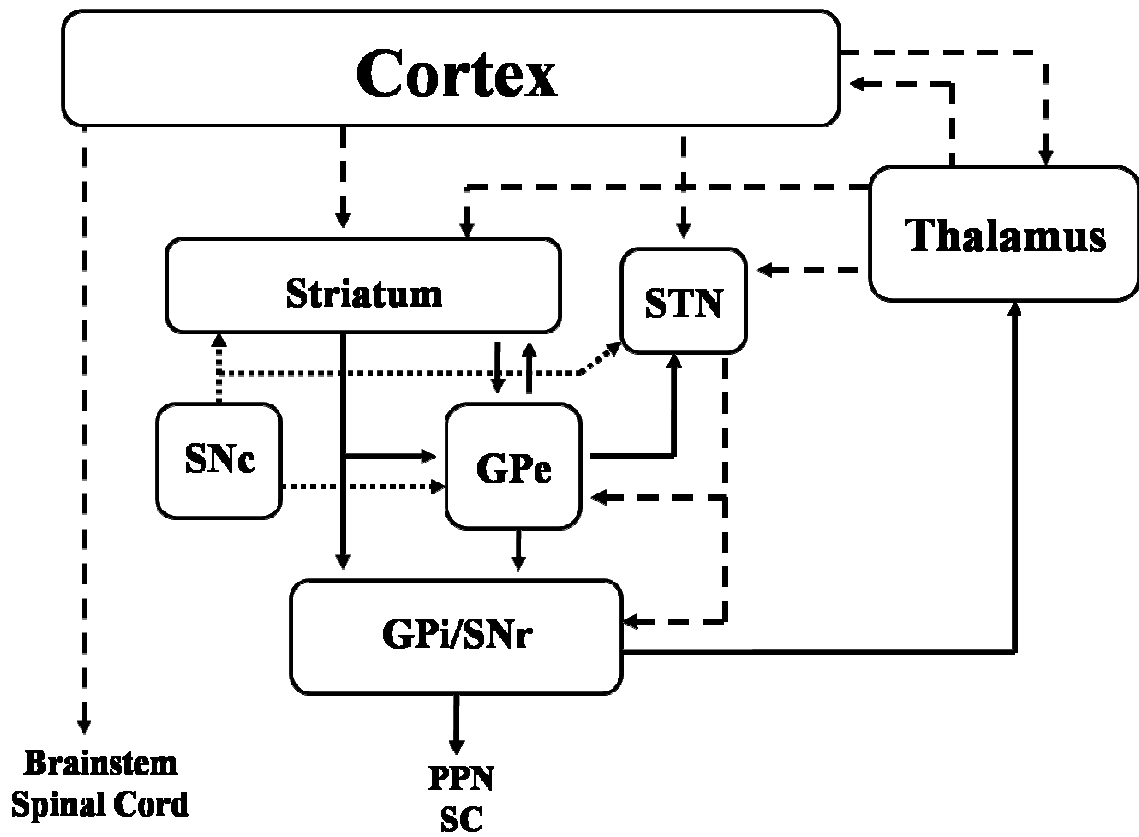 Cortex
Thalamus
Striatum
STN
SNc
GPe
GPi/SNr
Brainstem
Spinal Cord
PPN
SC